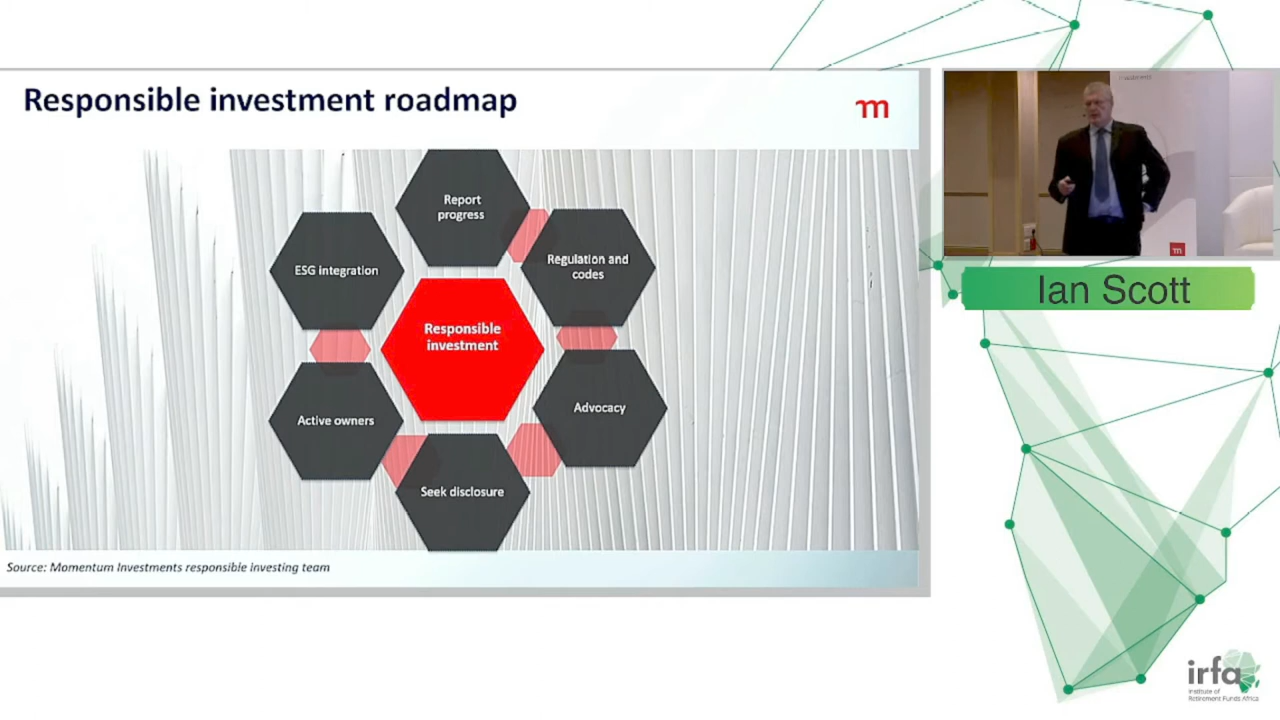 Responsible investment roadmap
m
Report
progress
ESG integration
Regulation and
codes
Responsible
investment
Active owners
Advocacy
Seek disclosure
Source: Momentum Investments responsible investing team
m
Ian Scott
irfa
Institute of
Retirement Funds Africa